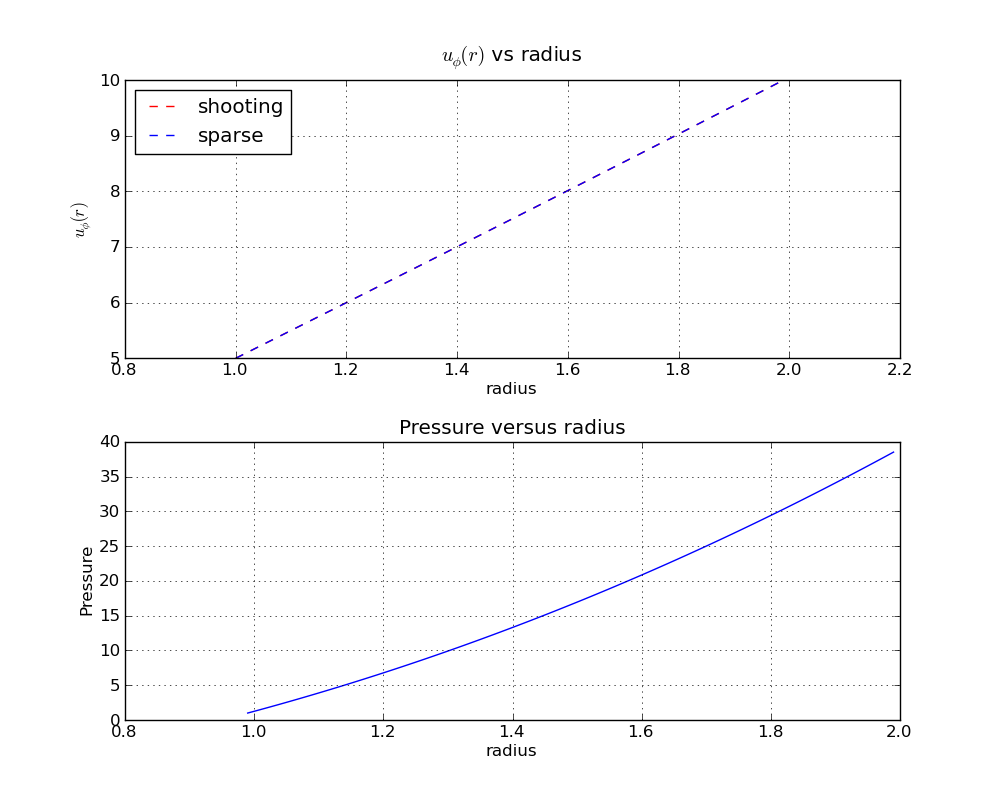 u_ϕ(r) vs radius
10
9
8
7
6
5
shooting
sparse
u_ϕ(r)
0.8 1.0 1.2 1.4 1.6 1.8 2.0 2.2
radius
Pressure versus radius
40
35
30
25
20
15
10
5
0
Pressure
0.8 1.0 1.2 1.4 1.6 1.8 2.0
radius